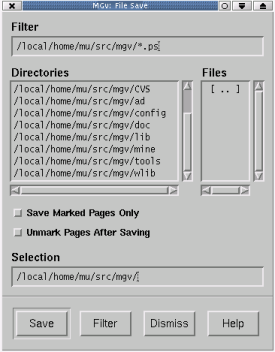 MGv: File Save
Filter
/local/home/mu/src/mgv/*.ps
Directories Files
/local/home/mu/src/mgv/CVS [ .. ]
/local/home/mu/src/mgv/ad
/local/home/mu/src/mgv/config
/local/home/mu/src/mgv/doc
/local/home/mu/src/mgv/lib
/local/home/mu/src/mgv/mine
/local/home/mu/src/mgv/tools
/local/home/mu/src/mgv/wlib
Save Marked Pages Only
Unmark Pages After Saving
Selection
/local/home/mu/src/mgv/
Save Filter Dismiss Help